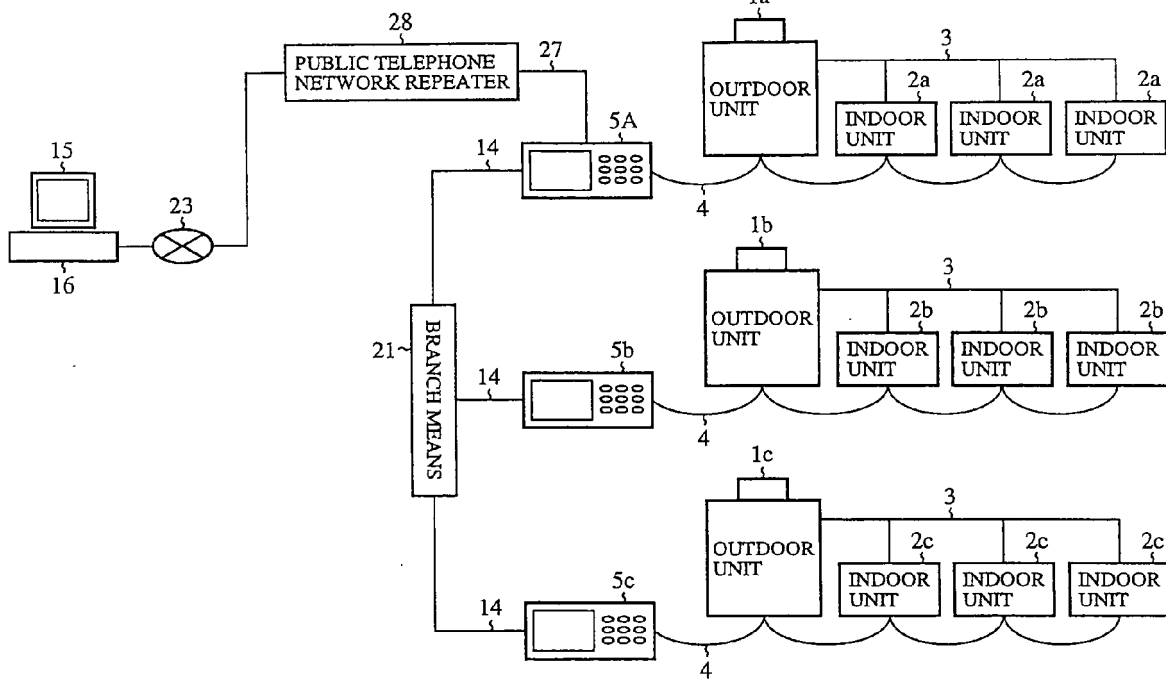 1a
28
PUBLIC TELEPHONE
NETWORK REPEATER
27
3
OUTDOOR
UNIT
2a
2a
2a
INDOOR
UNIT
INDOOR
UNIT
INDOOR
UNIT
5A
14
4
15
23
16
1b
3
OUTDOOR
UNIT
2b
2b
2b
INDOOR
UNIT
INDOOR
UNIT
INDOOR
UNIT
21
BRANCH MEANS
5b
14
4
1c
3
OUTDOOR
UNIT
2c
2c
2c
INDOOR
UNIT
INDOOR
UNIT
INDOOR
UNIT
5c
14
4